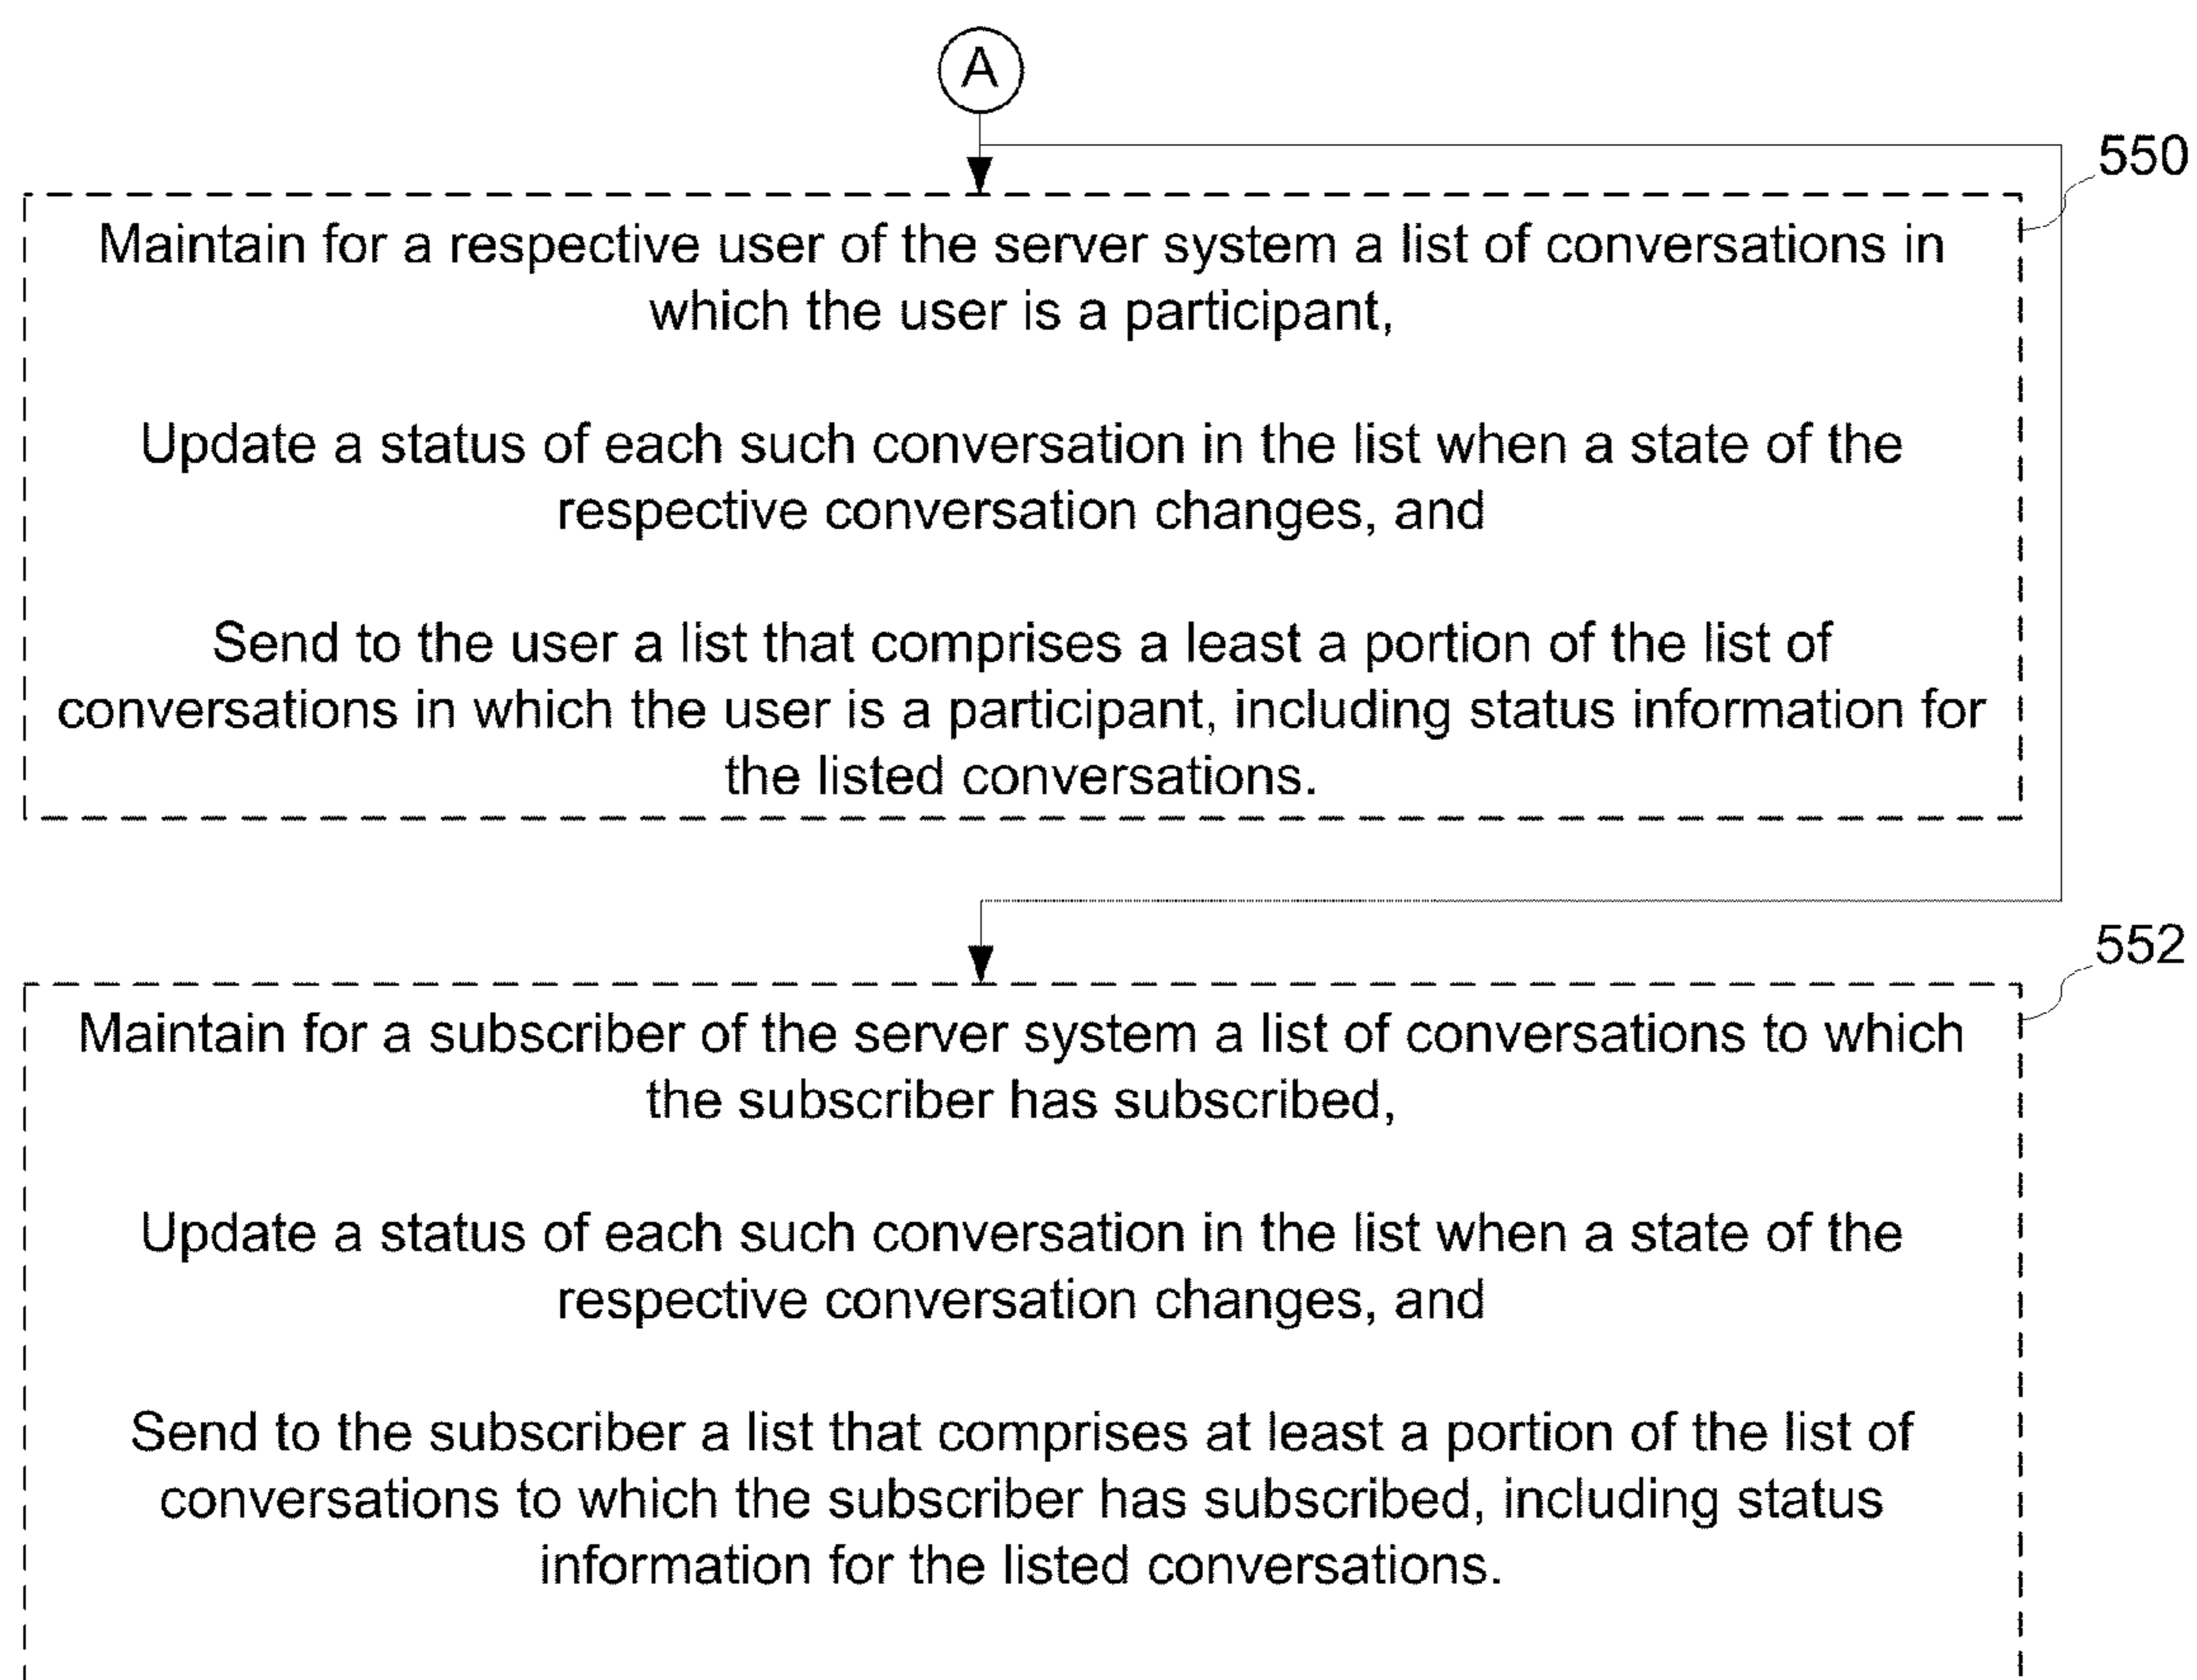 A
550
Maintain for a respective user of the server system a list of conversations in
which the user is a participant,
Update a status of each such conversation in the list when a state of the
respective conversation changes, and
Send to the user a list that comprises a least a portion of the list of
conversations in which the user is a participant, including status information for
the listed conversations.
552
Maintain for a subscriber of the server system a list of conversations to which
the subscriber has subscribed,
Update a status of each such conversation in the list when a state of the
respective conversation changes, and
Send to the subscriber a list that comprises at least a portion of the list of
conversations to which the subscriber has subscribed, including status
information for the listed conversations.